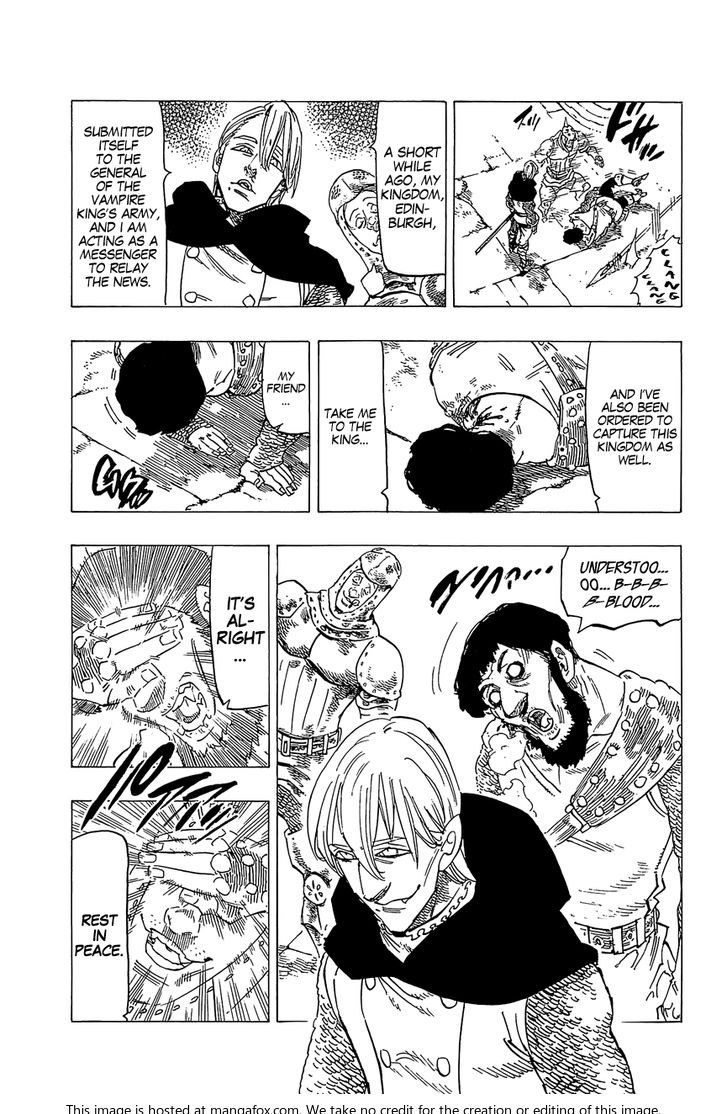 CLANG
CLANG
A SHORT
WHILE
AGO, MY
KINGDOM,
EDIN-
BURGH,
SUBMITTED
ITSELF
TO THE
GENERAL
OF THE
VAMPIRE
KING'S ARMY,
AND I AM
ACTING AS A
MESSENGER
TO RELAY
THE NEWS.
AND I'VE
ALSO BEEN
ORDERED TO
CAPTURE THIS
KINGDOM AS
WELL.
TAKE ME
TO THE
KING...
MY
FRIEND
...
UNDERSTOO...
OO... B-B-B-
B-BLOOD...
IT'S
AL-
RIGHT
...
REST
IN
PEACE.
This image is hosted at mangafox.com. We take no credit for the creation or editing of this image.